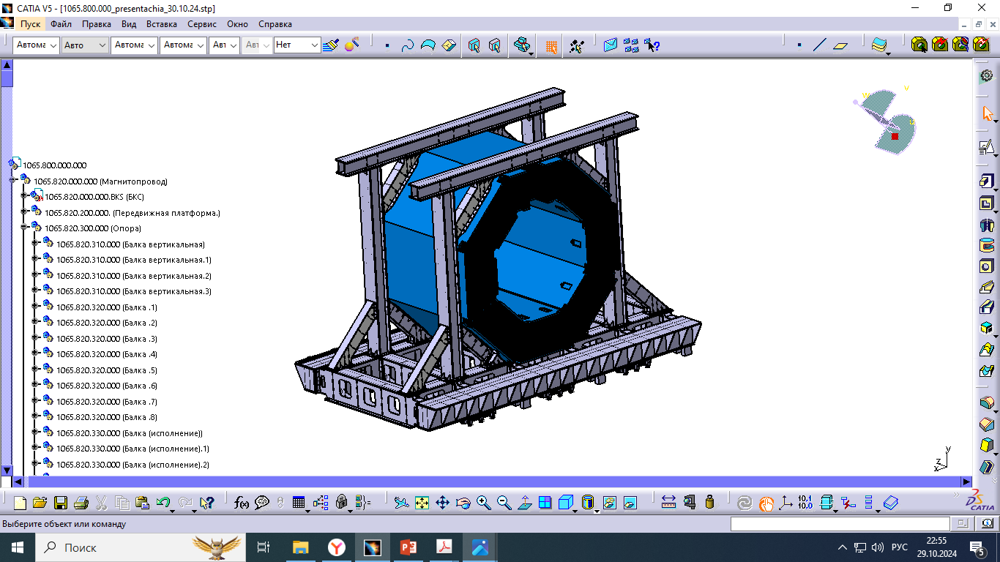 CATIA V5 - [1065.800.000_presentachia_30.10.24.stp]
Пуск Файл Правка Вид Вставка Сервис Окно Справка
Автома Авто Автома Автома Авт Авт Нет
1065.800.000.000
1065.820.000.000 (Магнитопровод)
1065.820.000.000.BKS (БКС)
1065.820.200.000. (Передвижная платформа.)
1065.820.300.000 (Опора)
1065.820.310.000 (Балка вертикальная)
1065.820.310.000 (Балка вертикальная.1)
1065.820.310.000 (Балка вертикальная.2)
1065.820.310.000 (Балка вертикальная.3)
1065.820.320.000 (Балка .1)
1065.820.320.000 (Балка .2)
1065.820.320.000 (Балка .3)
1065.820.320.000 (Балка .4)
1065.820.320.000 (Балка .5)
1065.820.320.000 (Балка .6)
1065.820.320.000 (Балка .7)
1065.820.320.000 (Балка .8)
1065.820.330.000 (Балка (исполнение))
1065.820.330.000 (Балка (исполнение).1)
1065.820.330.000 (Балка (исполнение).2)
y
z
x
f(x)
10.1
10.0
DS CATIA
Выберите объект или команду
Поиск
РУС
22:55
29.10.2024
5